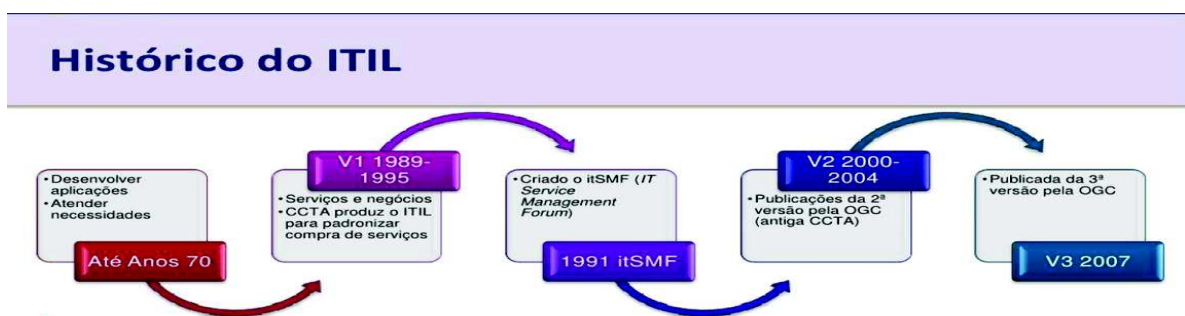 Histórico do ITIL
• Desenvolver
aplicações
• Atender
necessidades
Até Anos 70
V1 1989-
1995
• Serviços e negócios
• CCTA produz o ITIL
para padronizar
compra de serviços
• Criado o itSMF (IT
Service
Management
Forum)
1991 itSMF
V2 2000-
2004
• Publicações da 2ª
versão pela OGC
(antiga CCTA)
• Publicada da 3ª
versão pela OGC
V3 2007